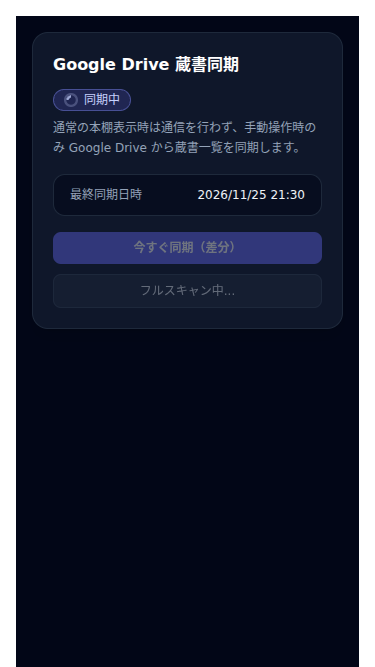 Google Drive 蔵書同期
同期中
通常の本棚表示時は通信を行わず、手動操作時の
み Google Drive から蔵書一覧を同期します。
最終同期日時 2026/11/25 21:30
今すぐ同期（差分）
フルスキャン中...